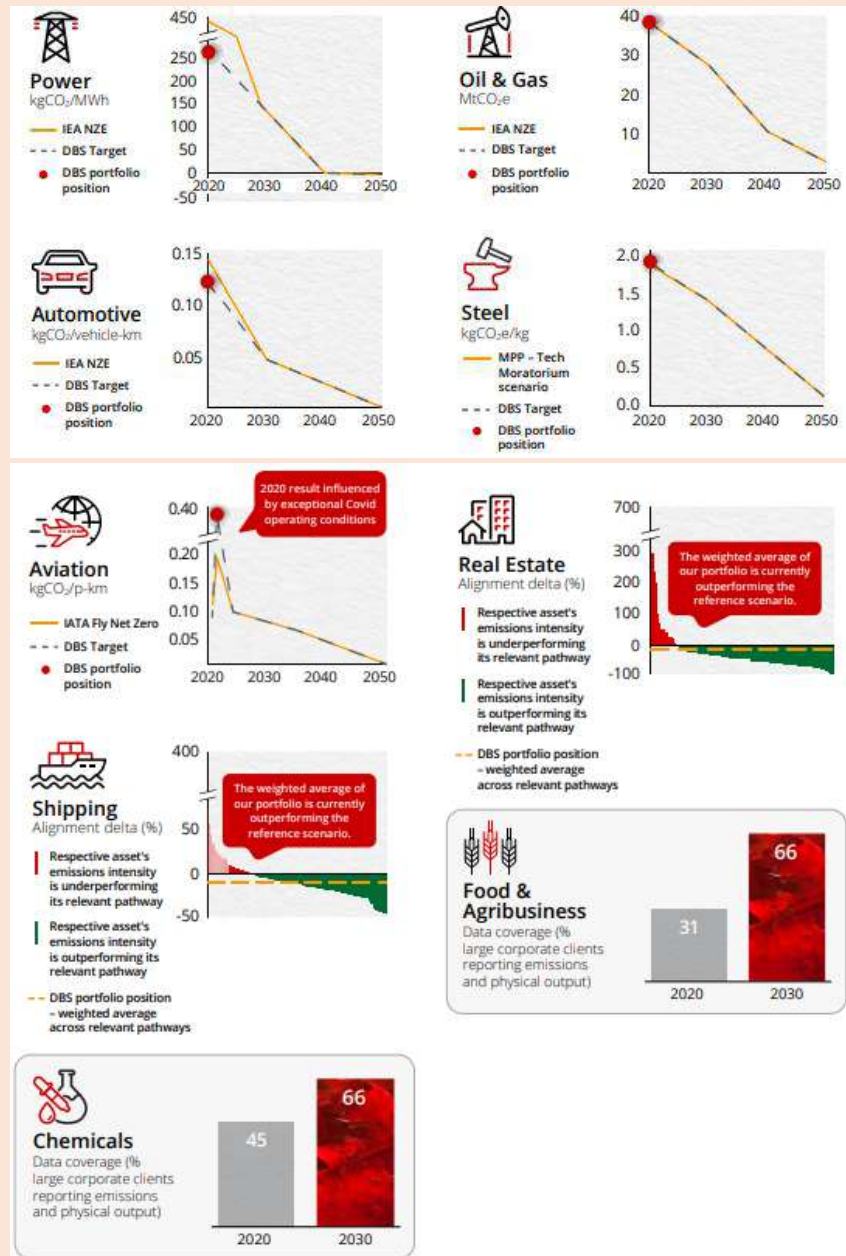 Power
kgCO₂/MWh
IEA NZE
DBS Target
DBS portfolio
position
450
250
200
150
100
50
0
-50
2020 2030 2040 2050
Oil & Gas
MtCO₂e
IEA NZE
DBS Target
DBS portfolio
position
40
30
20
10
2020 2030 2040 2050
Automotive
kgCO₂/vehicle-km
IEA NZE
DBS Target
DBS portfolio
position
0.15
0.10
0.05
2020 2030 2040 2050
Steel
kgCO₂e/kg
MPP – Tech
Moratorium
scenario
DBS Target
DBS portfolio
position
2.0
1.5
1.0
0.5
0.0
2020 2030 2040 2050
Aviation
kgCO₂/p-km
IATA Fly Net Zero
DBS Target
DBS portfolio
position
0.40
0.20
0.15
0.10
0.05
2020 2030 2040 2050
2020 result influenced
by exceptional Covid
operating conditions
Real Estate
Alignment delta (%)
Respective asset's
emissions intensity
is underperforming
its relevant pathway
Respective asset's
emissions intensity
is outperforming its
relevant pathway
DBS portfolio position
– weighted average
across relevant pathways
700
300
200
100
0
-100
The weighted average of
our portfolio is currently
outperforming the
reference scenario.
Shipping
Alignment delta (%)
Respective asset's
emissions intensity
is underperforming
its relevant pathway
Respective asset's
emissions intensity
is outperforming its
relevant pathway
DBS portfolio position
– weighted average
across relevant pathways
400
50
0
-50
The weighted average of
our portfolio is currently
outperforming the
reference scenario.
Food &
Agribusiness
Data coverage (%
large corporate clients
reporting emissions
and physical output)
31
66
2020 2030
Chemicals
Data coverage (%
large corporate clients
reporting emissions
and physical output)
45
66
2020 2030